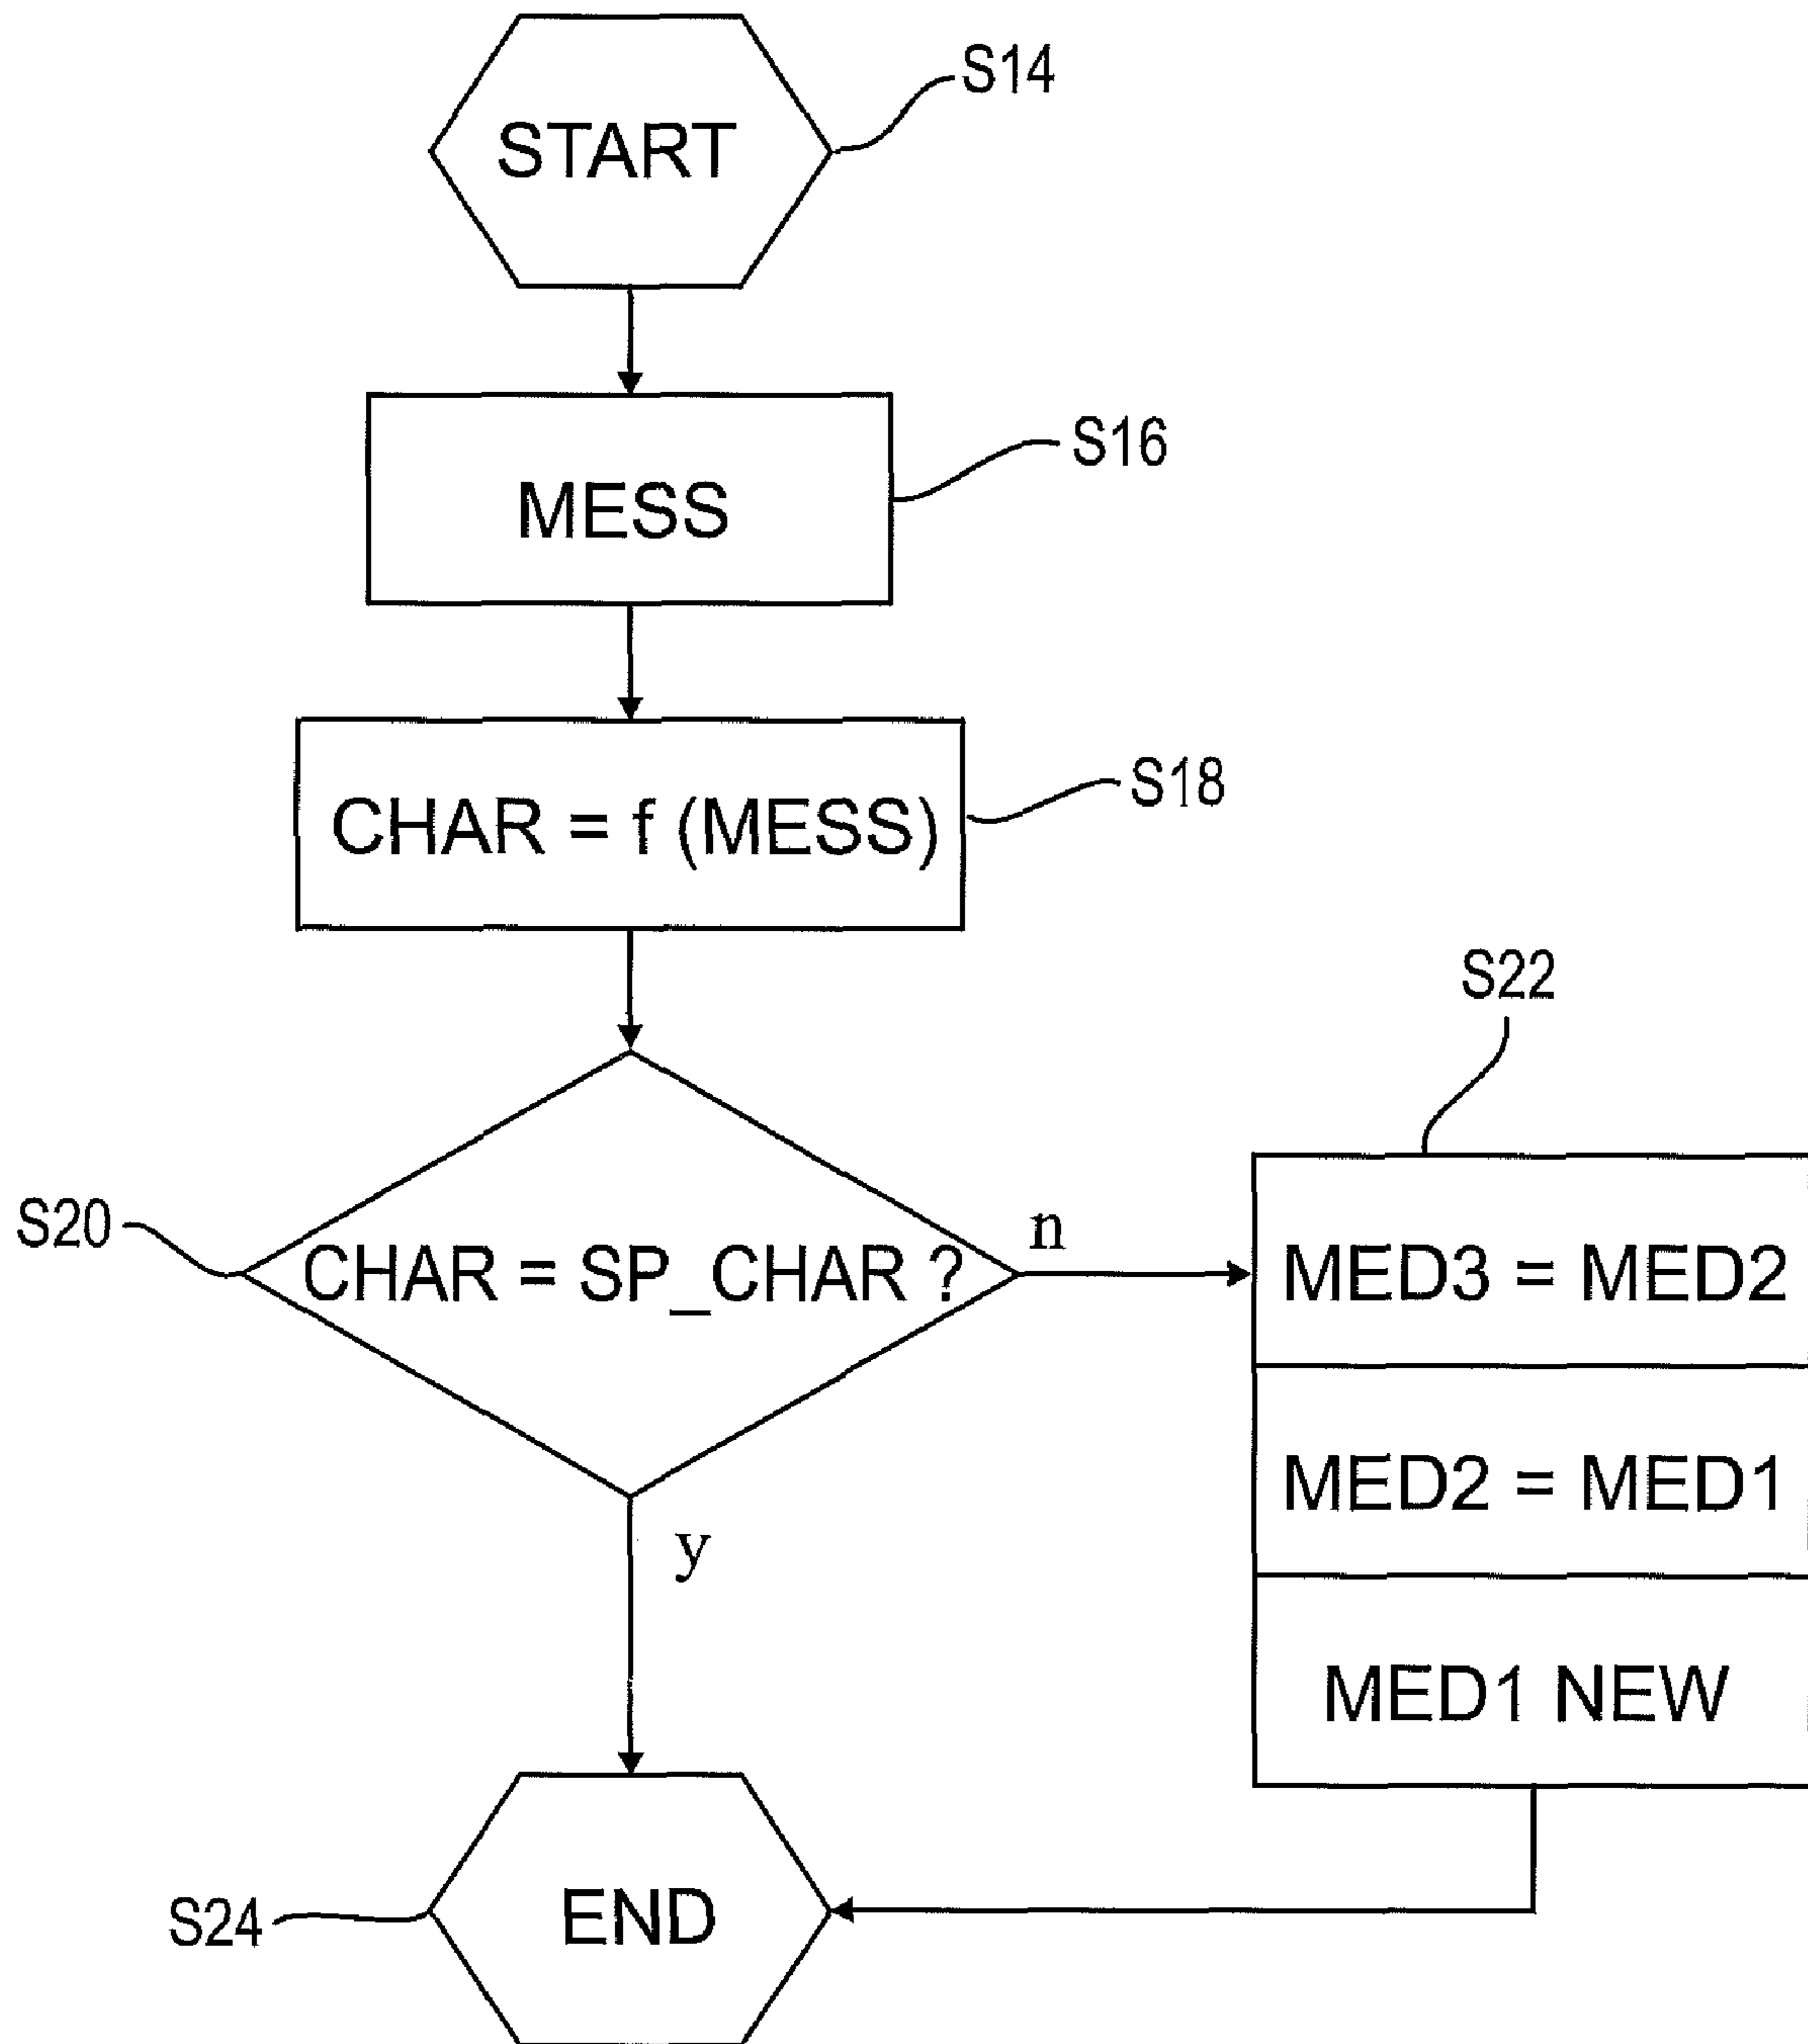 START
S14
MESS
S16
CHAR = f (MESS)
S18
S20
CHAR = SP_CHAR ?
n
y
S22
MED3 = MED2
MED2 = MED1
MED1 NEW
S24
END